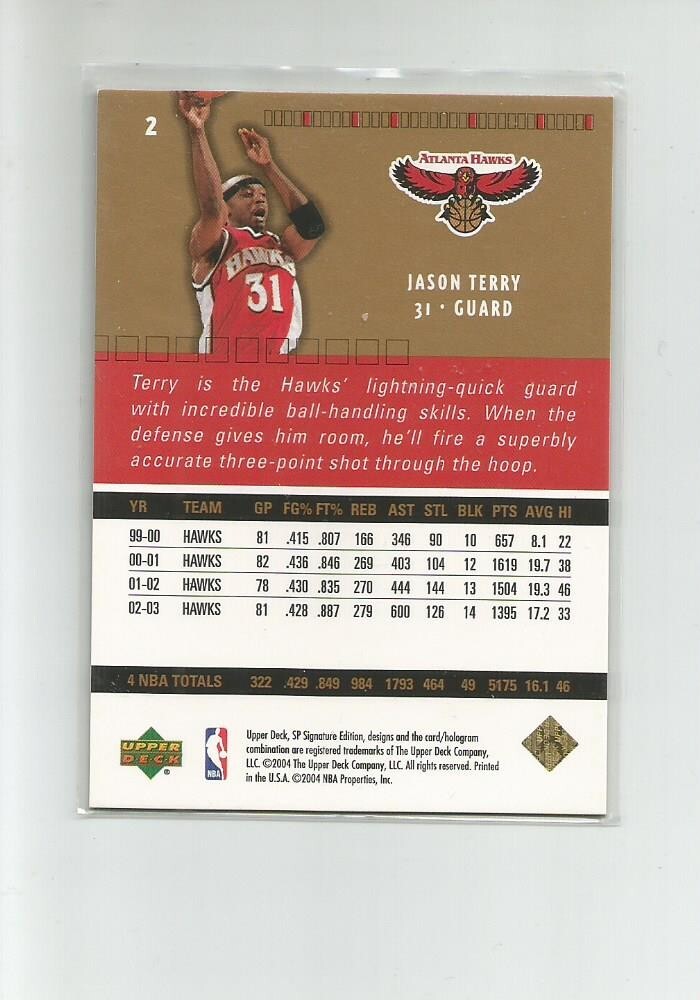 2
ATLANTA HAWKS
HAWKS
31
JASON TERRY
31 · GUARD
Terry is the Hawks' lightning-quick guard
with incredible ball-handling skills. When the
defense gives him room, he'll fire a superbly
accurate three-point shot through the hoop.
YR TEAM GP FG% FT% REB AST STL BLK PTS AVG HI
99-00 HAWKS 81 .415 .807 166 346 90 10 657 8.1 22
00-01 HAWKS 82 .436 .846 269 403 104 12 1619 19.7 38
01-02 HAWKS 78 .430 .835 270 444 144 13 1504 19.3 46
02-03 HAWKS 81 .428 .887 279 600 126 14 1395 17.2 33
4 NBA TOTALS 322 .429 .849 984 1793 464 49 5175 16.1 46
UPPER
DECK
®
NBA
Upper Deck, SP Signature Edition, designs and the card/hologram
combination are registered trademarks of The Upper Deck Company,
LLC. ©2004 The Upper Deck Company, LLC. All rights reserved. Printed
in the U.S.A. ©2004 NBA Properties, Inc.